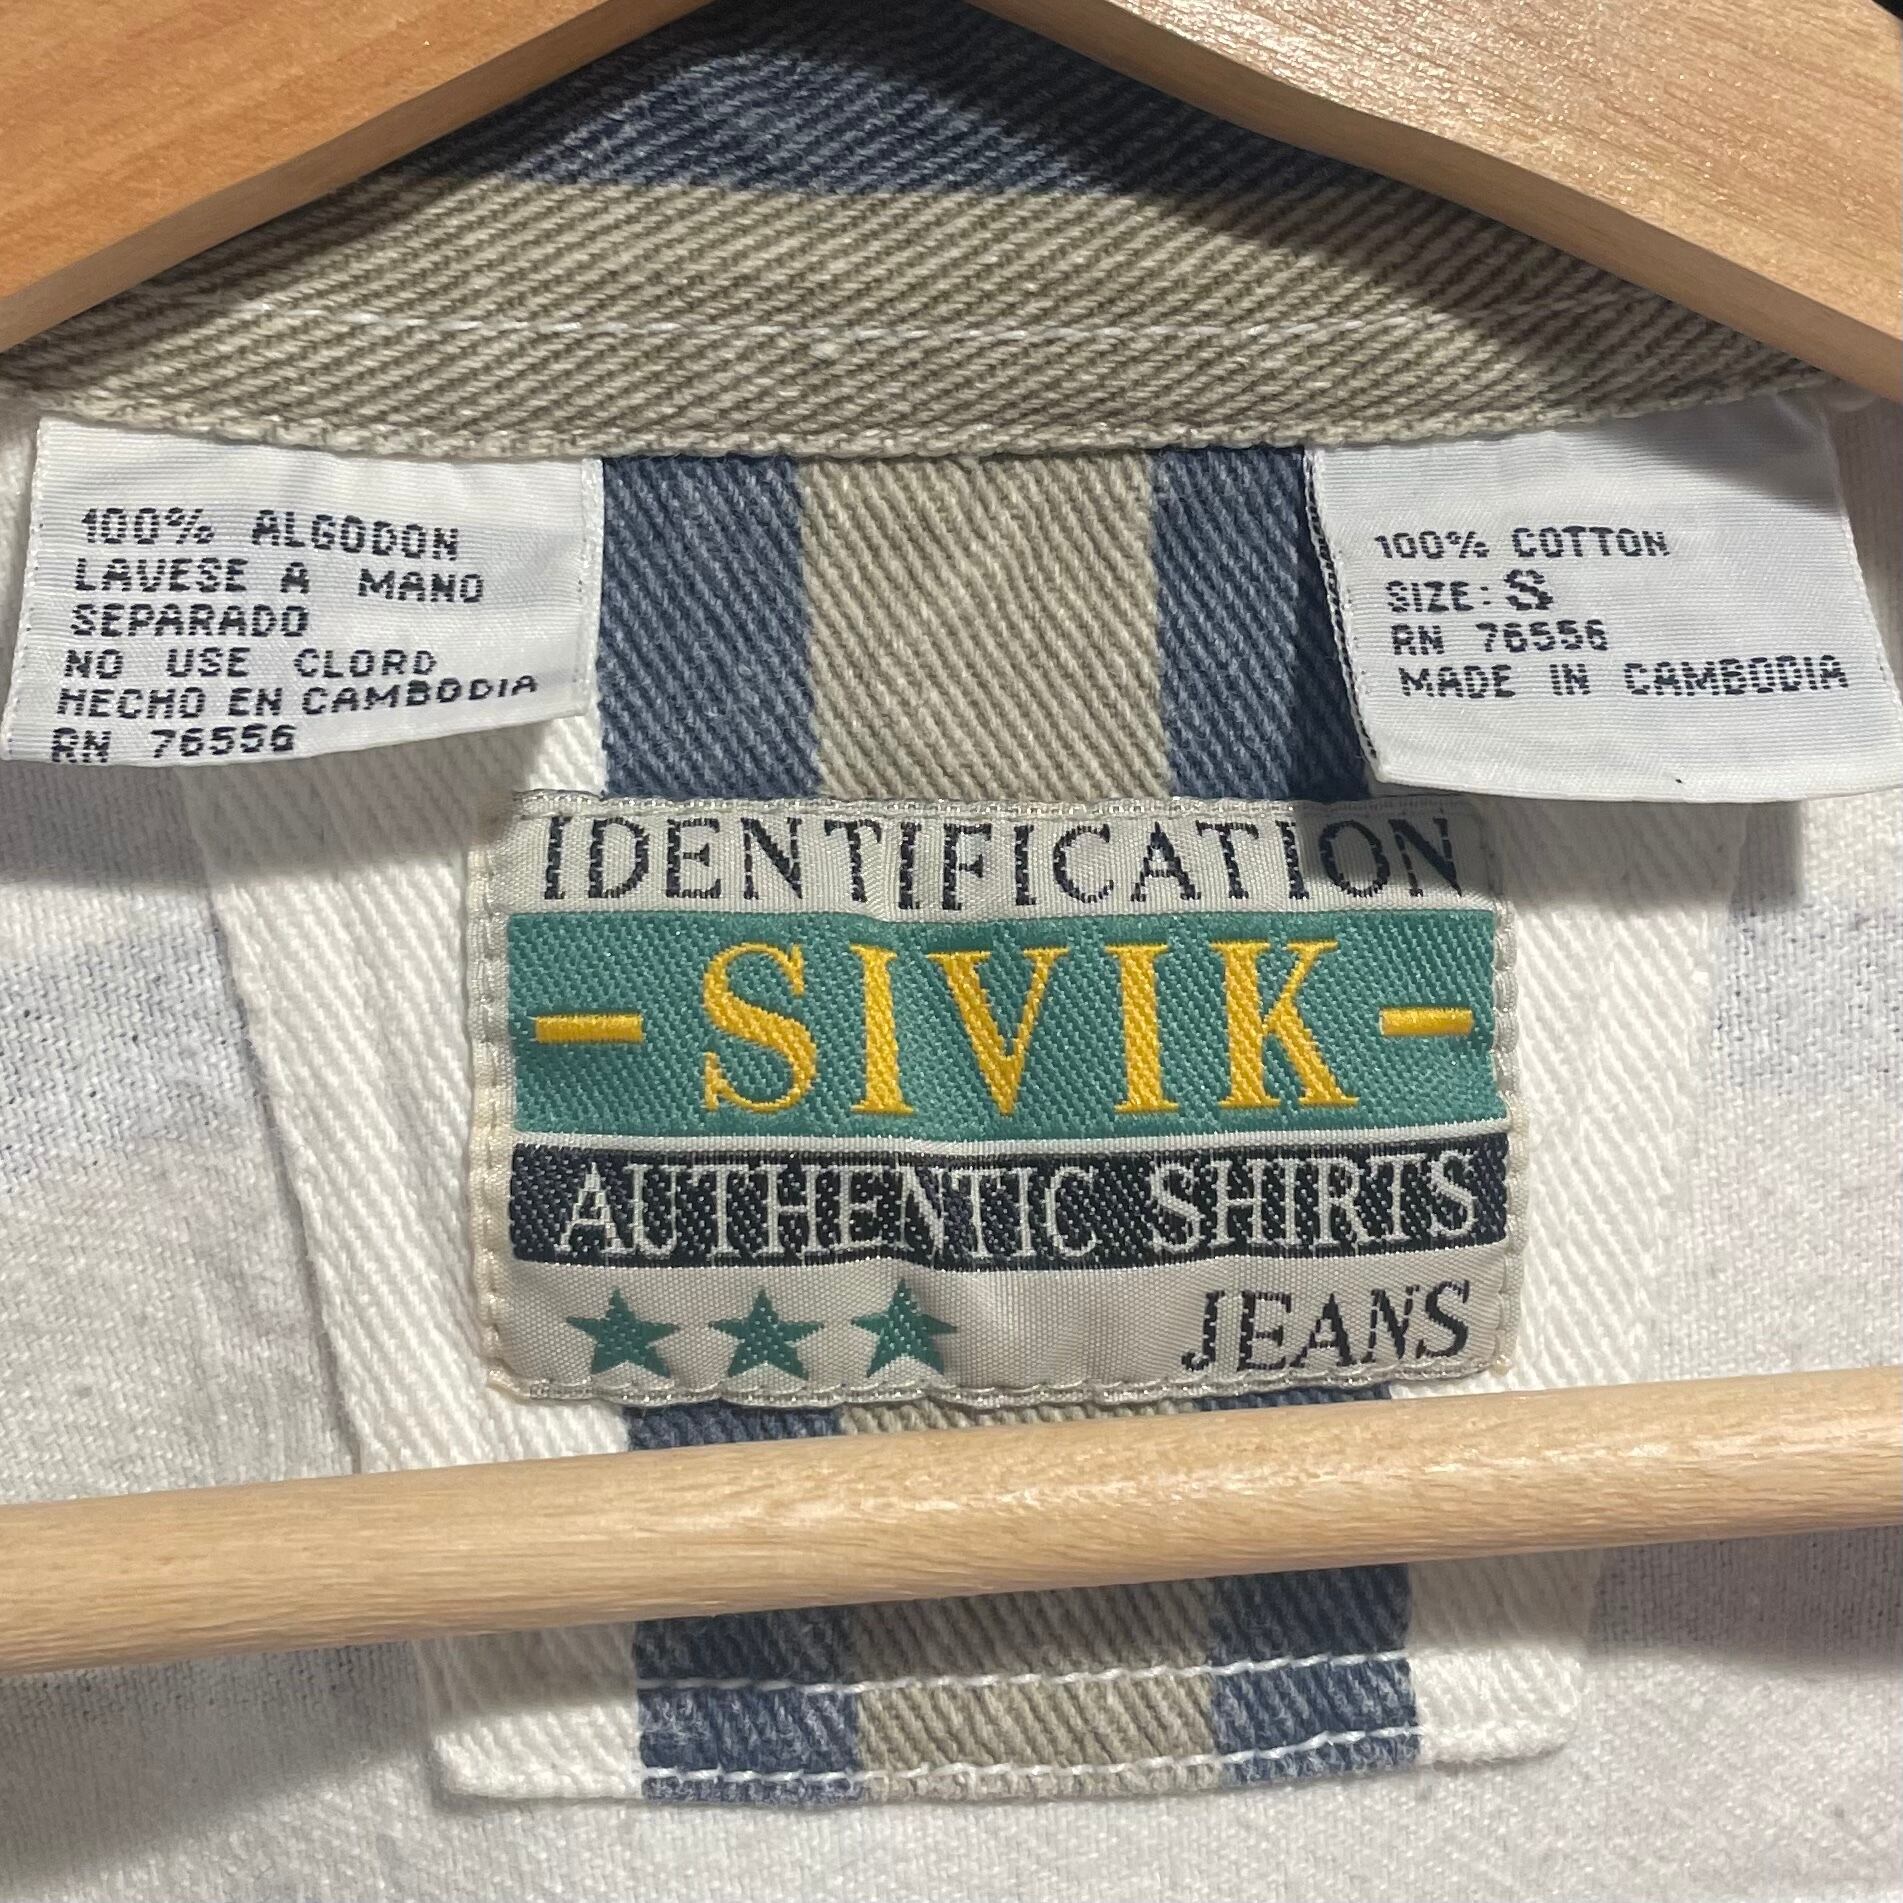 100% ALGODON
LAVESE A MANO
SEPARADO
NO USE CLORO
HECHO EN CAMBODIA
RN 76556
100% COTTON
SIZE: S
RN 76556
MADE IN CAMBODIA
IDENTIFICATION
-SIVIK-
AUTHENTIC SHIRTS
JEANS